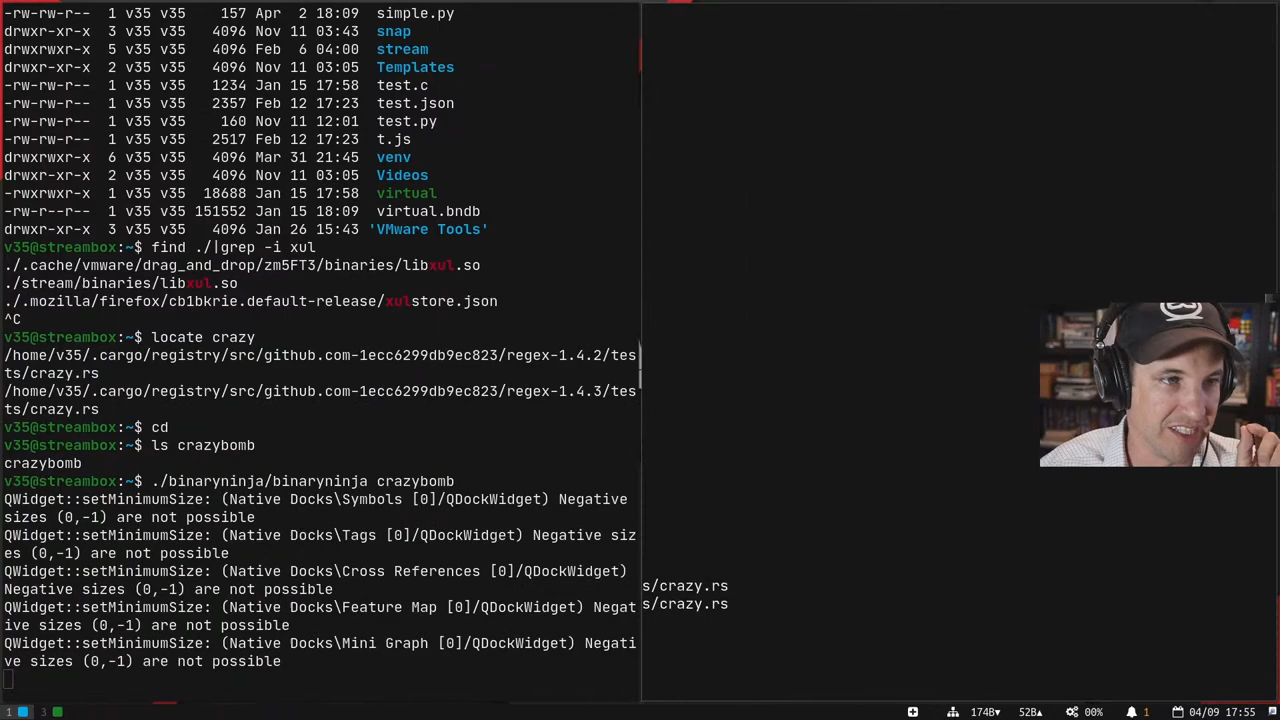 -rw-rw-r-- 1 v35 v35 157 Apr 2 18:09 simple.py
drwxr-xr-x 3 v35 v35 4096 Nov 11 03:43 snap
drwxrwxr-x 5 v35 v35 4096 Feb 6 04:00 stream
drwxr-xr-x 2 v35 v35 4096 Nov 11 03:05 Templates
-rw-rw-r-- 1 v35 v35 1234 Jan 15 17:58 test.c
-rw-rw-r-- 1 v35 v35 2357 Feb 12 17:23 test.json
-rw-rw-r-- 1 v35 v35 160 Nov 11 12:01 test.py
-rw-rw-r-- 1 v35 v35 2517 Feb 12 17:23 t.js
drwxrwxr-x 6 v35 v35 4096 Mar 31 21:45 venv
drwxr-xr-x 2 v35 v35 4096 Nov 11 03:05 Videos
-rwxrwxr-x 1 v35 v35 18688 Jan 15 17:58 virtual
-rw-r--r-- 1 v35 v35 151552 Jan 15 18:09 virtual.bndb
drwxr-xr-x 3 v35 v35 4096 Jan 26 15:43 'VMware Tools'
v35@streambox:~$ find ./|grep -i xul
./.cache/vmware/drag_and_drop/zm5FT3/binaries/libxul.so
./stream/binaries/libxul.so
./.mozilla/firefox/cb1bkrie.default-release/xulstore.json
^C
v35@streambox:~$ locate crazy
/home/v35/.cargo/registry/src/github.com-1ecc6299db9ec823/regex-1.4.2/tes
ts/crazy.rs
/home/v35/.cargo/registry/src/github.com-1ecc6299db9ec823/regex-1.4.3/tes
ts/crazy.rs
v35@streambox:~$ cd
v35@streambox:~$ ls crazybomb
crazybomb
v35@streambox:~$ ./binaryninja/binaryninja crazybomb
QWidget::setMinimumSize: (Native Docks\Symbols [0]/QDockWidget) Negative
sizes (0,-1) are not possible
QWidget::setMinimumSize: (Native Docks\Tags [0]/QDockWidget) Negative siz
es (0,-1) are not possible
QWidget::setMinimumSize: (Native Docks\Cross References [0]/QDockWidget)
Negative sizes (0,-1) are not possible
QWidget::setMinimumSize: (Native Docks\Feature Map [0]/QDockWidget) Negat
ive sizes (0,-1) are not possible
QWidget::setMinimumSize: (Native Docks\Mini Graph [0]/QDockWidget) Negati
ve sizes (0,-1) are not possible
s/crazy.rs
s/crazy.rs
1 3 174B▾ 52B▴ 00% 1 04/09 17:55